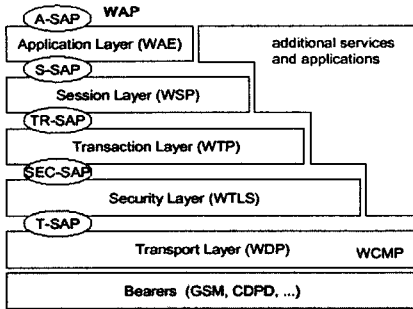 A-SAP WAP
Application Layer (WAE)
additional services
and applications
S-SAP
Session Layer (WSP)
TR-SAP
Transaction Layer (WTP)
SEC-SAP
Security Layer (WTLS)
T-SAP
Transport Layer (WDP)
WCMP
Bearers (GSM, CDPD, ...)